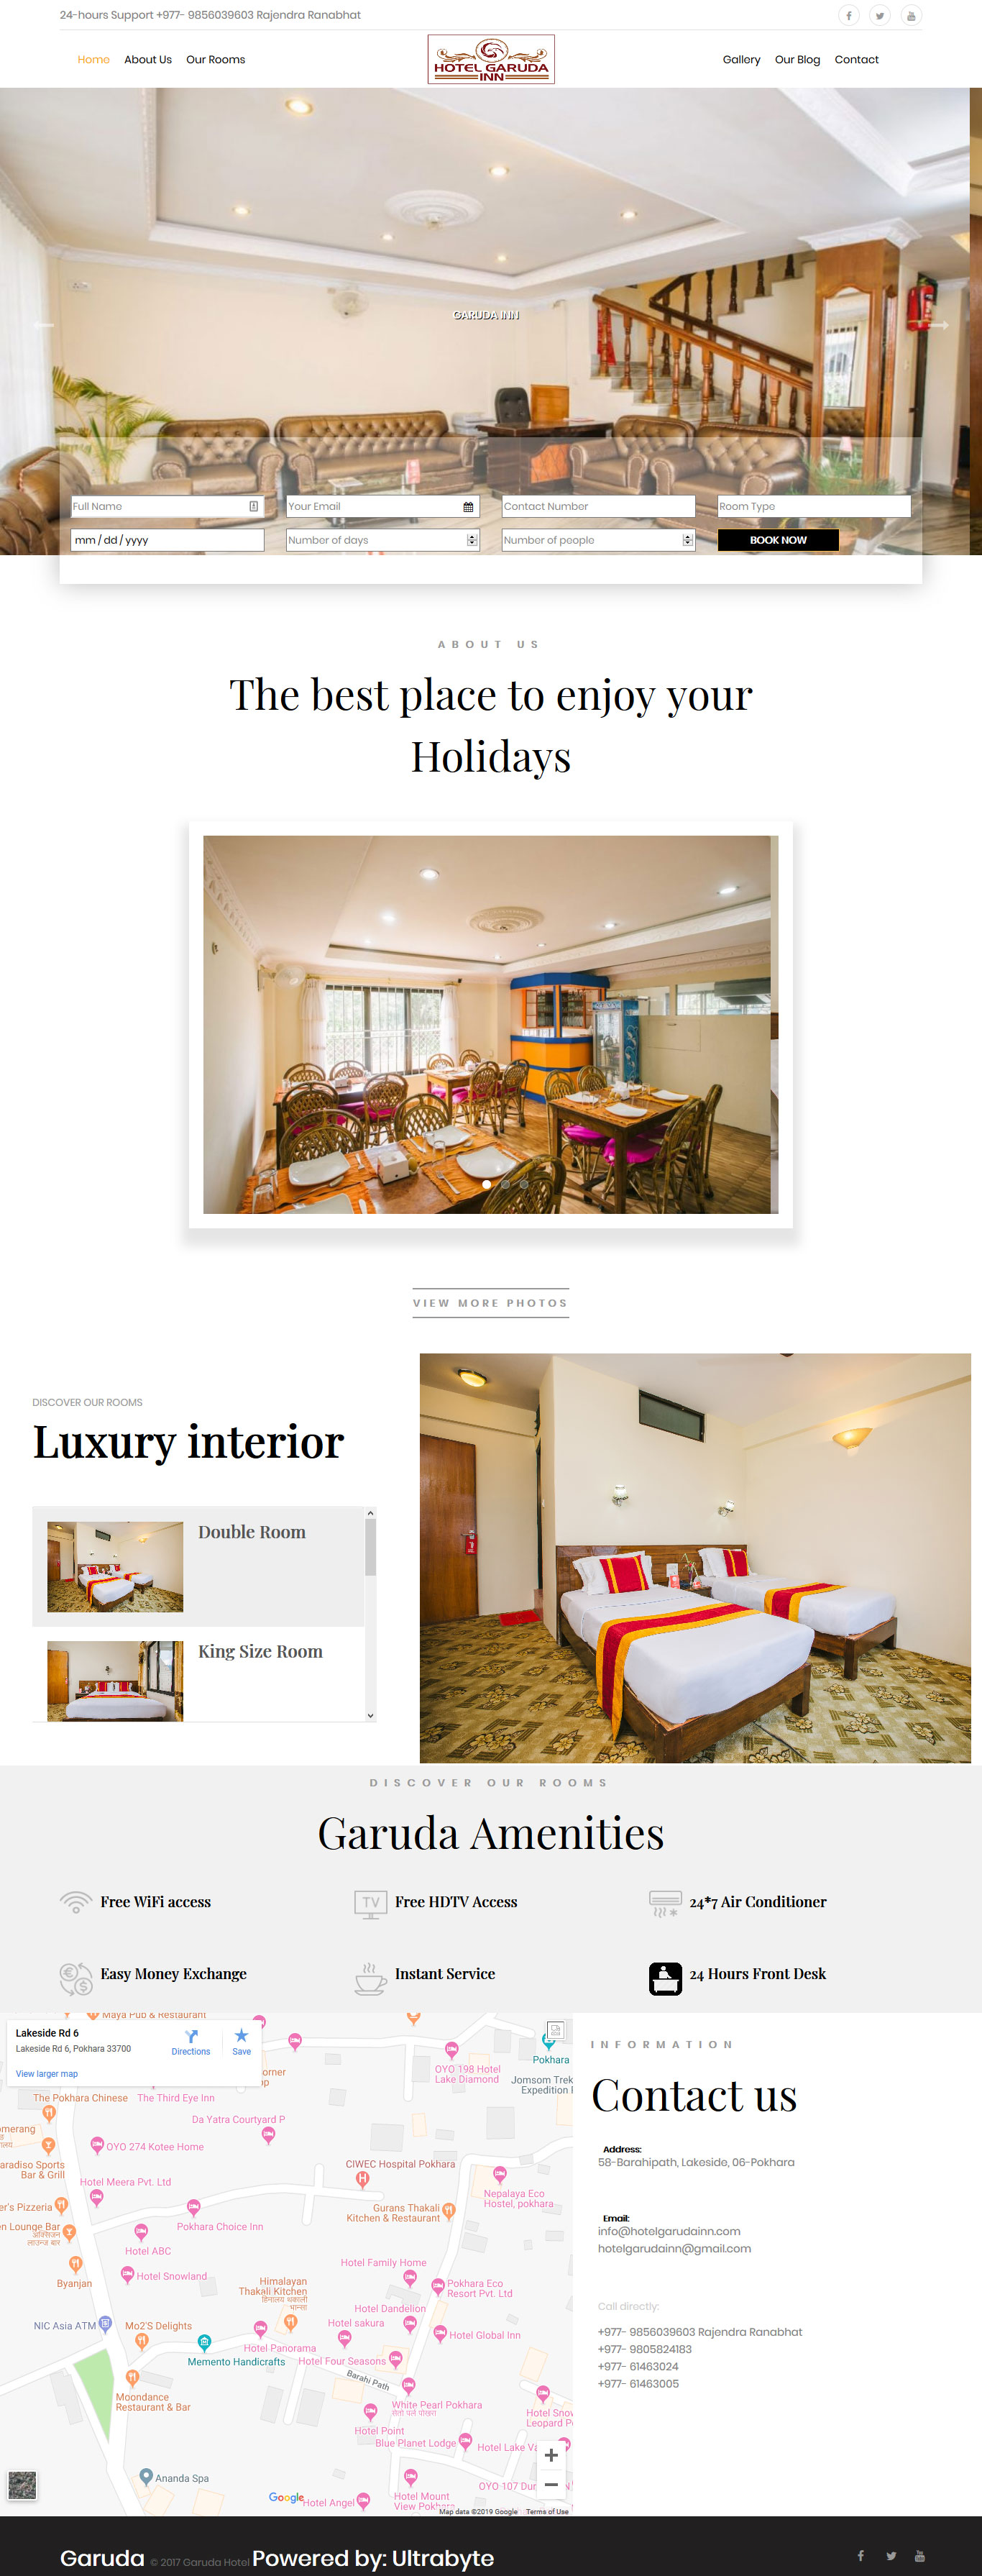 24-hours Support +977- 9856039603 Rajendra Ranabhat
Home About Us Our Rooms
HOTEL GARUDA
INN
Gallery Our Blog Contact
GARUDA INN
Full Name Your Email Contact Number Room Type
mm / dd / yyyy Number of days Number of people BOOK NOW
ABOUT US
The best place to enjoy your
Holidays
VIEW MORE PHOTOS
DISCOVER OUR ROOMS
Luxury interior
Double Room
King Size Room
DISCOVER OUR ROOMS
Garuda Amenities
Free WiFi access
TV
Free HDTV Access
24*7 Air Conditioner
Easy Money Exchange
Instant Service
24 Hours Front Desk
Maya Pub & Restaurant
Lakeside Rd 6
Lakeside Rd 6, Pokhara 33700
Directions
Save
View larger map
OYO 198 Hotel
Lake Diamond
Pokhara
Jomsom Trek
Expedition
The Pokhara Chinese
The Third Eye Inn
Da Yatra Courtyard P
OYO 274 Kotee Home
aradiso Sports
Bar & Grill
CIWEC Hospital Pokhara
Hotel Meera Pvt. Ltd
Nepalaya Eco
Hostel, pokhara
er's Pizzeria
Gurans Thakali
Kitchen & Restaurant
n Lounge Bar
Pokhara Choice Inn
Hotel ABC
Byanjan
Hotel Snowland
Hotel Family Home
Himalayan
Thakali Kitchen
Pokhara Eco
Resort Pvt. Ltd
Hotel Dandelion
NIC Asia ATM
Mo2'S Delights
Hotel sakura
Hotel Global Inn
Hotel Panorama
Memento Handicrafts
Hotel Four Seasons
Barahi Path
Moondance
Restaurant & Bar
White Pearl Pokhara
Hotel Snow
Leopard
Hotel Point
Blue Planet Lodge
Hotel Lake
Ananda Spa
OYO 107
Google
Hotel Angel
Hotel Mount
View Pokhara
Map data ©2019 Google Terms of Use
INFORMATION
Contact us
Address:
58-Barahipath, Lakeside, 06-Pokhara
Email:
info@hotelgarudainn.com
hotelgarudainn@gmail.com
Call directly:
+977- 9856039603 Rajendra Ranabhat
+977- 9805824183
+977- 61463024
+977- 61463005
Garuda © 2017 Garuda Hotel Powered by: Ultrabyte